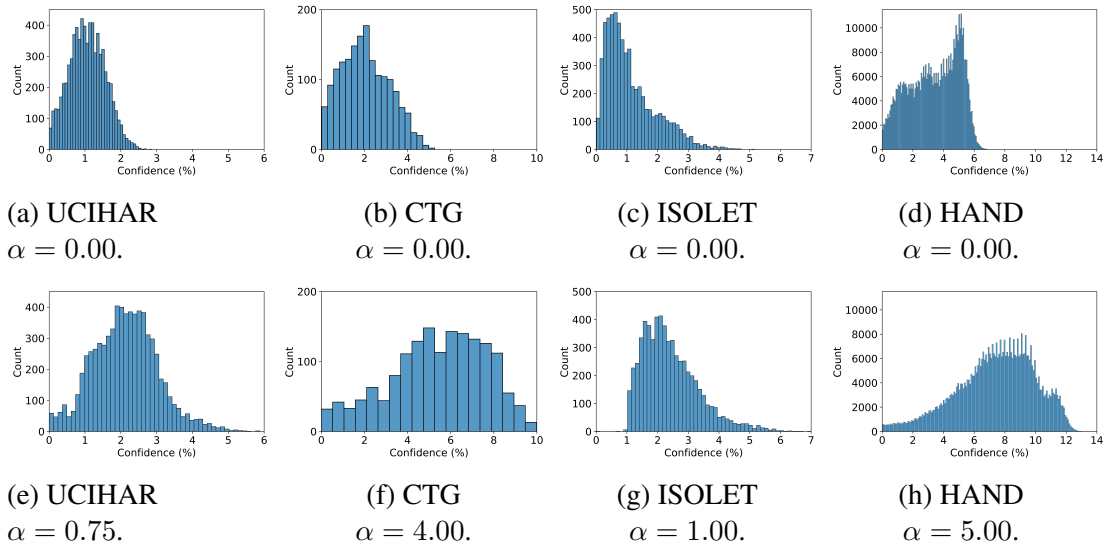 400
300
200
100
0
Count
0 1 2 3 4 5 6
Confidence (%)
200
100
0
Count
0 2 4 6 8 10
Confidence (%)
500
400
300
200
100
0
Count
0 1 2 3 4 5 6 7
Confidence (%)
10000
8000
6000
4000
2000
0
Count
0 2 4 6 8 10 12 14
Confidence (%)
(a) UCIHAR
α = 0.00.
(b) CTG
α = 0.00.
(c) ISOLET
α = 0.00.
(d) HAND
α = 0.00.
400
300
200
100
0
Count
0 1 2 3 4 5 6
Confidence (%)
200
100
0
Count
0 2 4 6 8 10
Confidence (%)
500
400
300
200
100
0
Count
0 1 2 3 4 5 6 7
Confidence (%)
10000
8000
6000
4000
2000
0
Count
0 2 4 6 8 10 12 14
Confidence (%)
(e) UCIHAR
α = 0.75.
(f) CTG
α = 4.00.
(g) ISOLET
α = 1.00.
(h) HAND
α = 5.00.